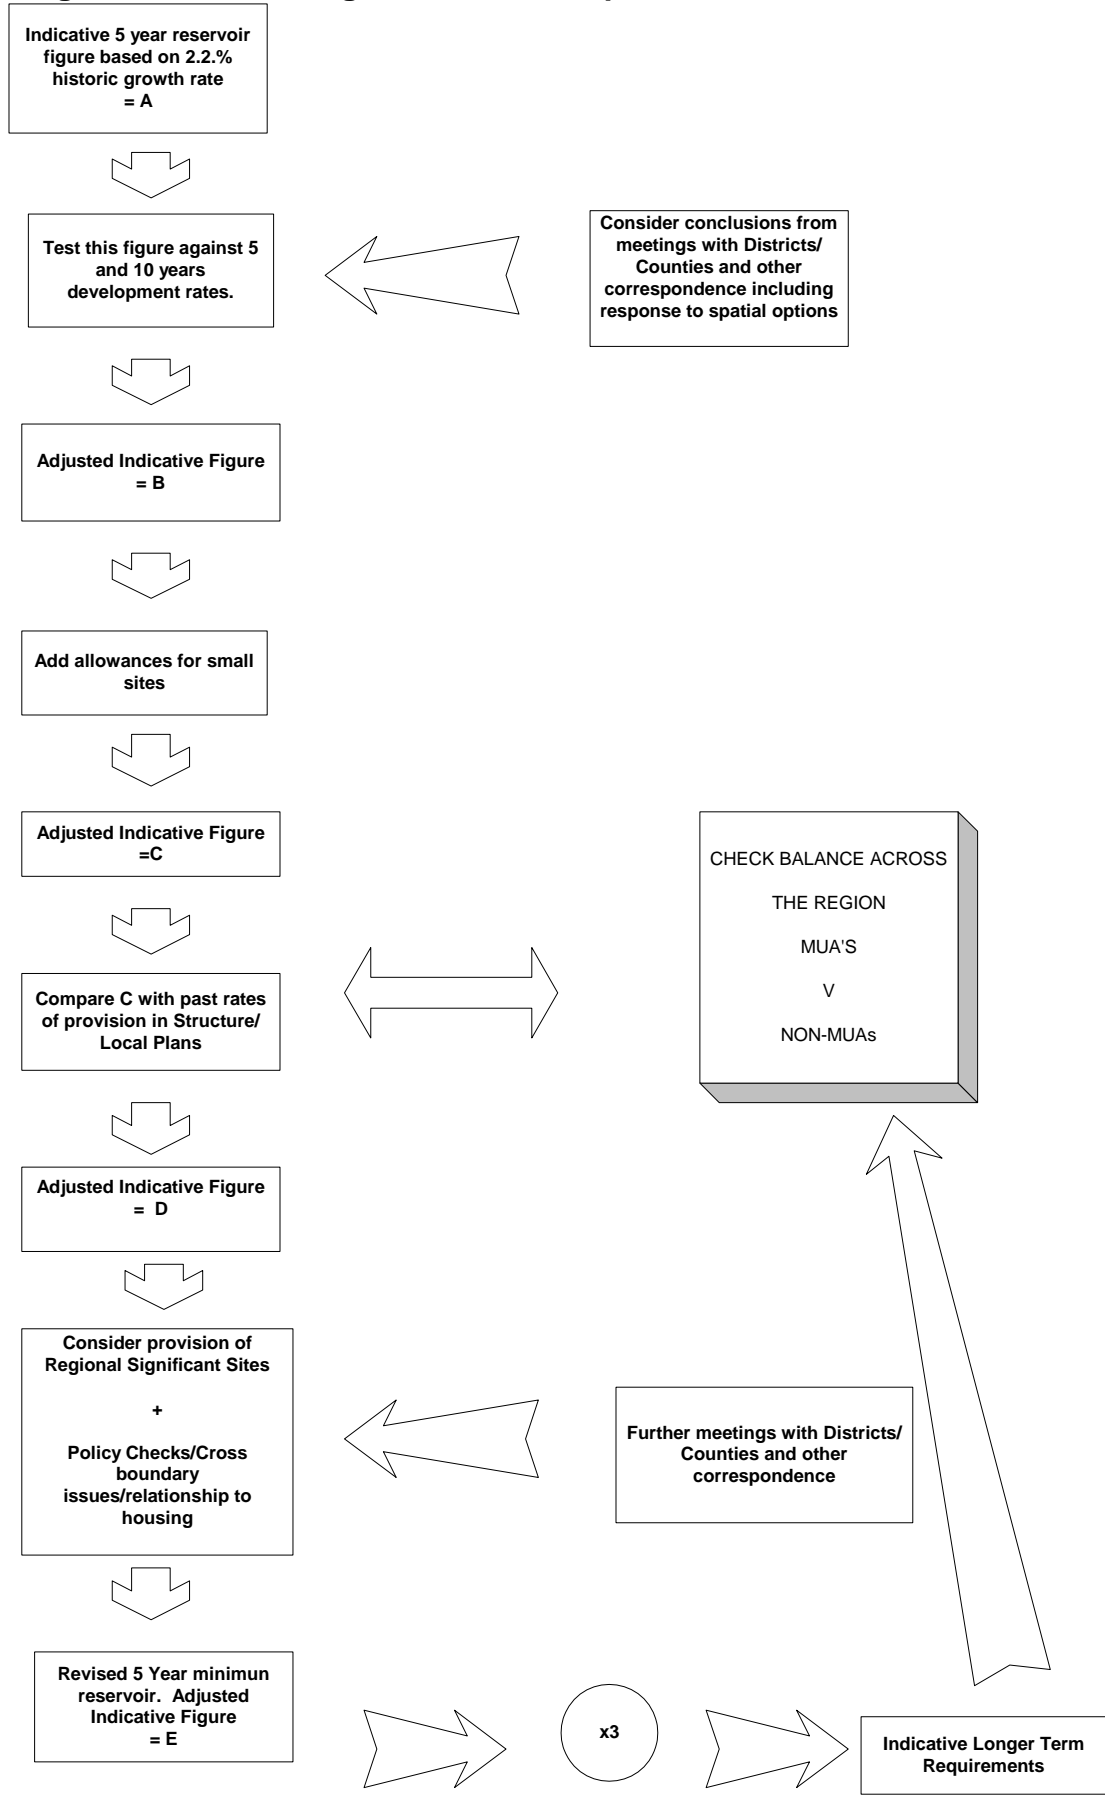 Indicative 5 year reservoir
figure based on 2.2.%
historic growth rate
= A
Test this figure against 5
and 10 years
development rates.
Consider conclusions from
meetings with Districts/
Counties and other
correspondence including
response to spatial options
Adjusted Indicative Figure
= B
Add allowances for small
sites
Adjusted Indicative Figure
=C
CHECK BALANCE ACROSS
THE REGION
MUA'S
V
NON-MUAs
Compare C with past rates
of provision in Structure/
Local Plans
Adjusted Indicative Figure
= D
Consider provision of
Regional Significant Sites
+
Policy Checks/Cross
boundary
issues/relationship to
housing
Further meetings with Districts/
Counties and other
correspondence
Revised 5 Year minimun
reservoir. Adjusted
Indicative Figure
= E
x3
Indicative Longer Term
Requirements